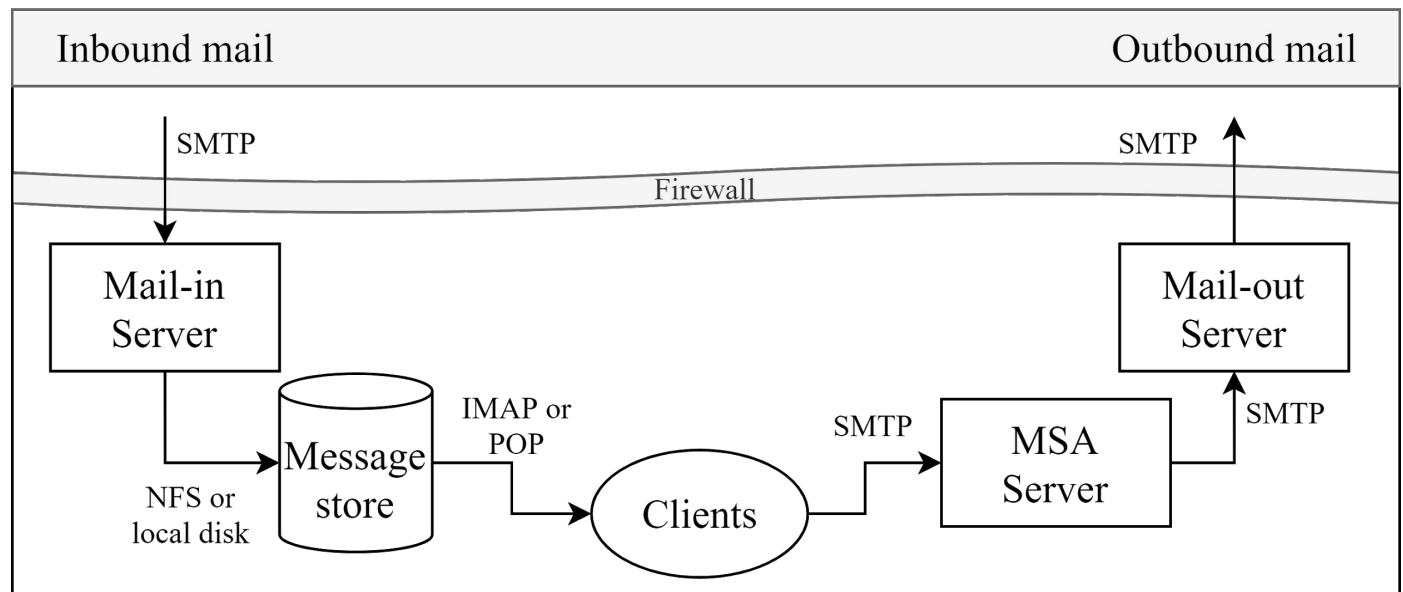 Inbound mail
Outbound mail
SMTP
SMTP
Firewall
Mail-in
Server
Mail-out
Server
NFS or
local disk
Message
store
IMAP or
POP
Clients
SMTP
MSA
Server
SMTP